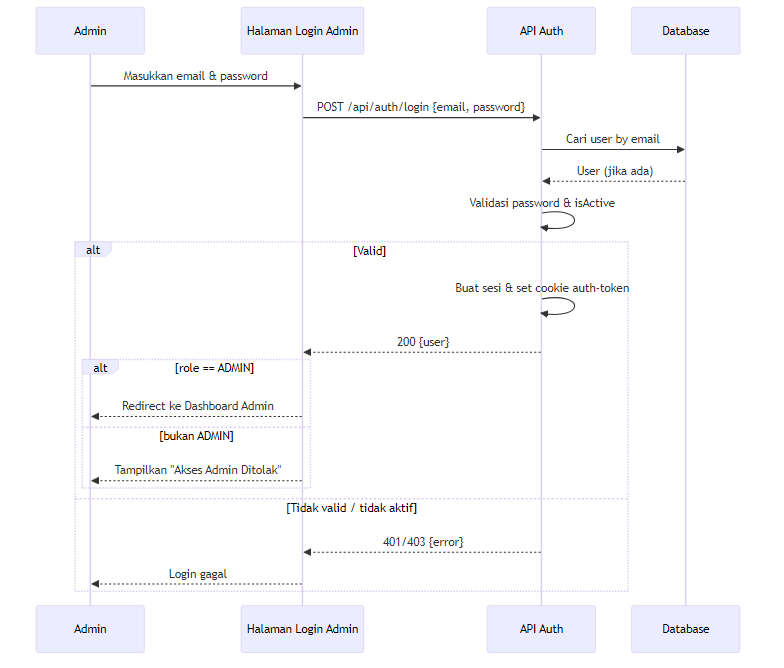 Admin
Halaman Login Admin
API Auth
Database
Masukkan email & password
POST /api/auth/login {email, password}
Cari user by email
User (jika ada)
Validasi password & isActive
alt
[Valid]
Buat sesi & set cookie auth-token
200 {user}
alt
[role == ADMIN]
Redirect ke Dashboard Admin
[bukan ADMIN]
Tampilkan "Akses Admin Ditolak"
[Tidak valid / tidak aktif]
401/403 {error}
Login gagal
Admin
Halaman Login Admin
API Auth
Database